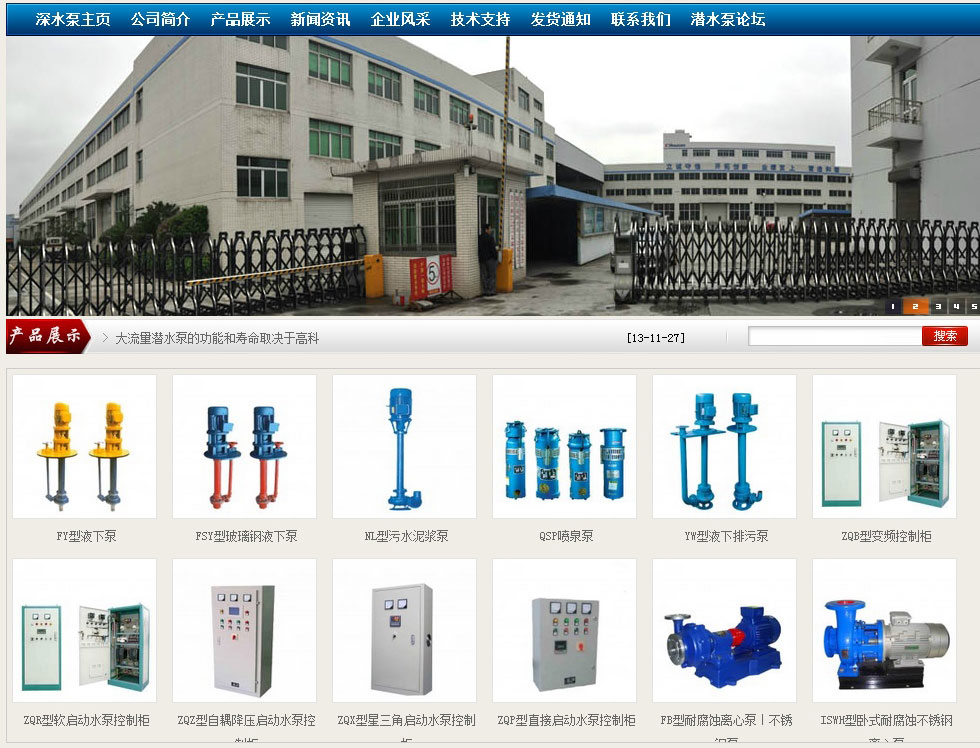 深水泵主页 公司简介 产品展示 新闻资讯 企业风采 技术支持 发货通知 联系我们 潜水泵论坛
5
1 2 3 4 5
产品展示 大流量潜水泵的功能和寿命取决于高科 [13-11-27] 搜索
FY型液下泵 FSY型玻璃钢液下泵 NL型污水泥浆泵 QSP喷泉泵 YW型液下排污泵 ZQB型变频控制柜
ZQR型软启动水泵控制柜 ZQZ型自耦降压启动水泵控 ZQX型星三角启动水泵控制 ZQP型直接启动水泵控制柜 FB型耐腐蚀离心泵丨不锈 ISWH型卧式耐腐蚀不锈钢
制柜 柜 泥泵 离心泵